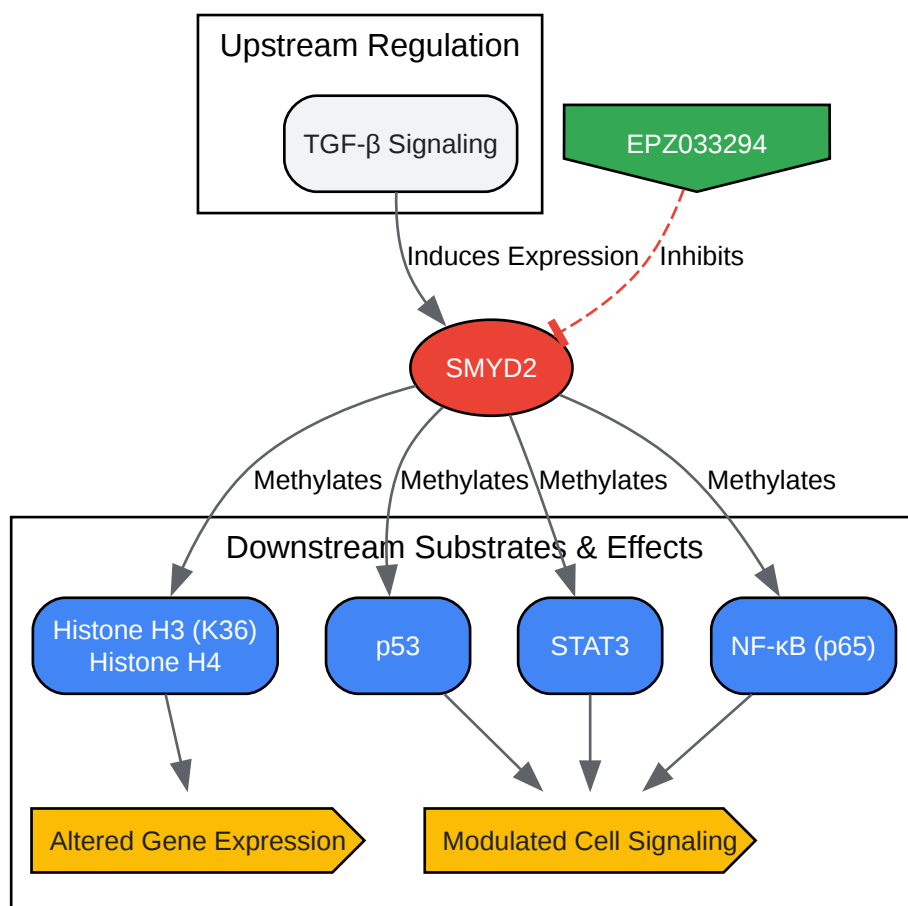 Upstream Regulation
TGF-β Signaling
EPZ033294
Induces Expression
Inhibits
SMYD2
Methylates
Methylates
Methylates
Methylates
Downstream Substrates & Effects
Histone H3 (K36)
Histone H4
p53
STAT3
NF-κB (p65)
Altered Gene Expression
Modulated Cell Signaling